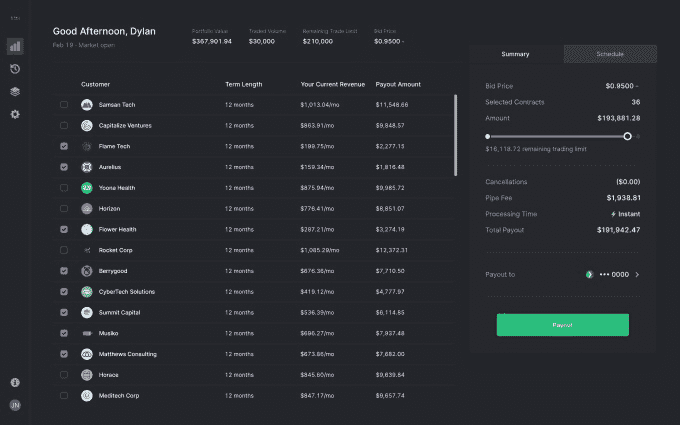 Good Afternoon, Dylan
Feb 19 · Market open
Portfolio Value
$367,901.94
Traded Volume
$30,000
Remaining Trade Limit
$210,000
Bid Price
$0.9500
Customer Term Length Your Current Revenue Payout Amount
Samsan Tech 12 months $1,013.04/mo $11,548.66
Capitalize Ventures 12 months $863.91/mo $9,848.57
Flame Tech 12 months $199.75/mo $2,277.15
Aurelius 12 months $159.34/mo $1,816.48
Yoona Health 12 months $875.94/mo $9,985.72
Horizon 12 months $776.41/mo $8,851.07
Flower Health 12 months $287.21/mo $3,274.19
Rocket Corp 12 months $1,085.29/mo $12,372.31
Berrygood 12 months $676.36/mo $7,710.50
CyberTech Solutions 12 months $419.12/mo $4,777.97
Summit Capital 12 months $536.39/mo $6,114.85
Musiko 12 months $696.27/mo $7,937.48
Matthews Consulting 12 months $673.86/mo $7,682.00
Horace 12 months $845.60/mo $9,639.84
Meditech Corp 12 months $847.17/mo $9,657.74
Summary
Schedule
Bid Price $0.9500
Selected Contracts 36
Amount $193,881.28
$16,118.72 remaining trading limit
Cancellations ($0.00)
Pipe Fee $1,938.81
Processing Time Instant
Total Payout $191,942.47
Payout to ••• 0000
Payout
JN